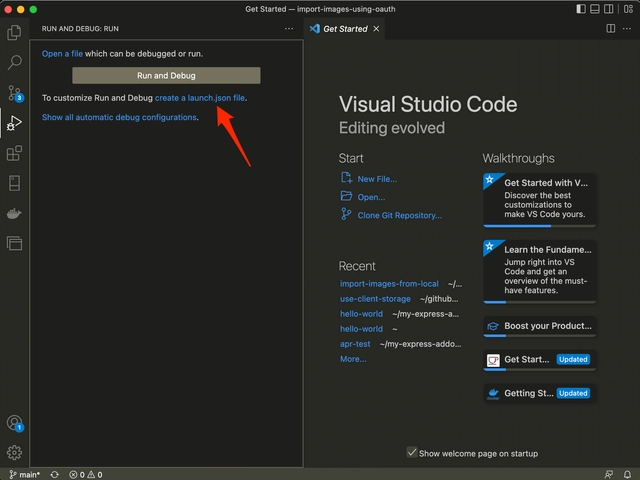 Get Started — import-images-using-oauth
RUN AND DEBUG: RUN
Get Started
Open a file which can be debugged or run.
Run and Debug
To customize Run and Debug create a launch.json file.
Show all automatic debug configurations.
3
1
Visual Studio Code
Editing evolved
Start
New File...
Open...
Clone Git Repository...
Recent
import-images-from-local ~/...
use-client-storage ~/github...
hello-world ~/my-express-a...
hello-world ~
apr-test ~/my-express-addo...
More...
Walkthroughs
Get Started with V...
Discover the best
customizations to
make VS Code yours.
Learn the Fundame...
Jump right into VS
Code and get an
overview of the must-
have features.
Boost your Product...
Get Start... Updated
Getting St... Updated
Show welcome page on startup
main* 0 0